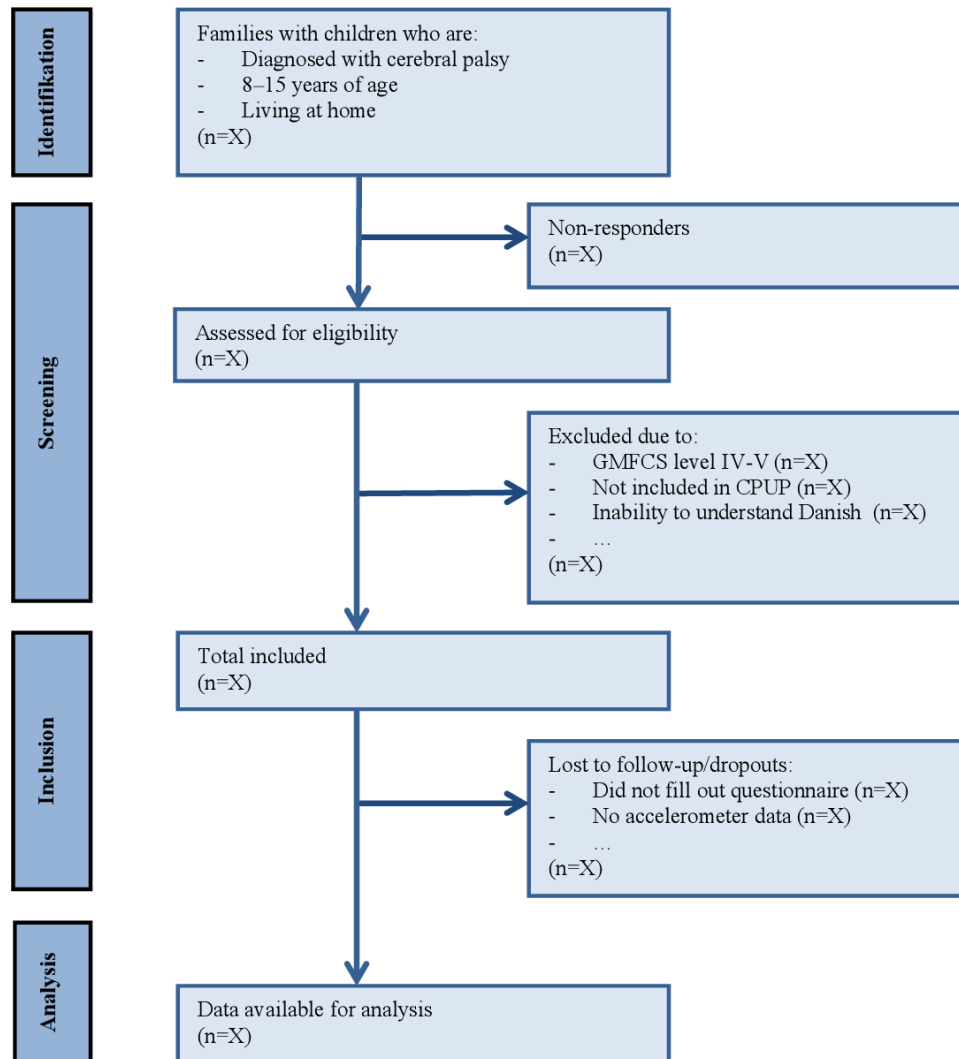 Identifikation
Families with children who are:
- Diagnosed with cerebral palsy
- 8–15 years of age
- Living at home
(n=X)
Screening
Non-responders
(n=X)
Assessed for eligibility
(n=X)
Excluded due to:
- GMFCS level IV-V (n=X)
- Not included in CPUP (n=X)
- Inability to understand Danish (n=X)
- …
(n=X)
Inclusion
Total included
(n=X)
Lost to follow-up/dropouts:
- Did not fill out questionnaire (n=X)
- No accelerometer data (n=X)
- …
(n=X)
Analysis
Data available for analysis
(n=X)